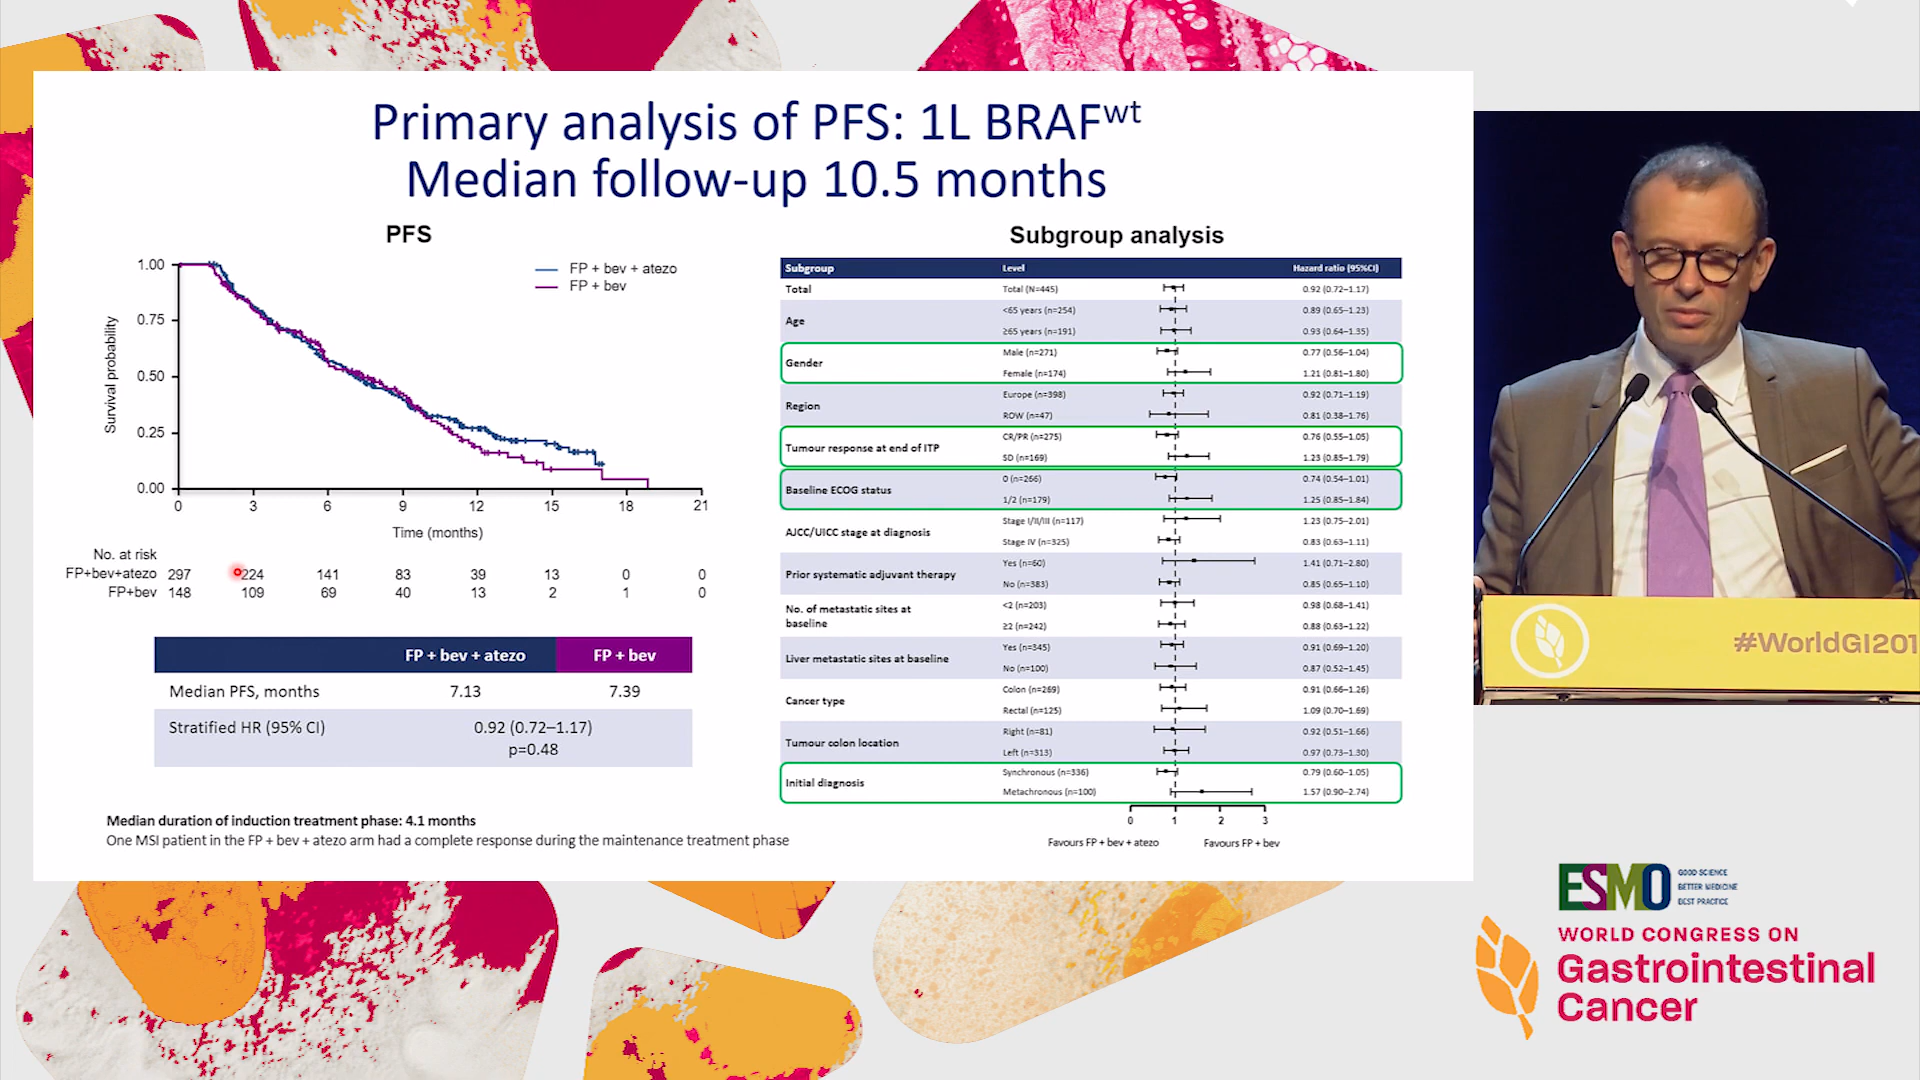 Primary analysis of PFS: 1L BRAFwt
Median follow-up 10.5 months
PFS
1.00
0.75
0.50
0.25
0.00
Survival probability
FP + bev + atezo
FP + bev
0 3 6 9 12 15 18 21
Time (months)
No. at risk
FP+bev+atezo 297 224 141 83 39 13 0 0
FP+bev 148 109 69 40 13 2 1 0
FP + bev + atezo FP + bev
Median PFS, months 7.13 7.39
Stratified HR (95% CI) 0.92 (0.72–1.17)
p=0.48
Median duration of induction treatment phase: 4.1 months
One MSI patient in the FP + bev + atezo arm had a complete response during the maintenance treatment phase
Subgroup analysis
Subgroup Level Hazard ratio (95%CI)
Total Total (N=445) 0.92 (0.72–1.17)
Age
<65 years (n=254) 0.89 (0.65–1.23)
≥65 years (n=191) 0.93 (0.64–1.35)
Gender
Male (n=271) 0.77 (0.56–1.04)
Female (n=174) 1.21 (0.81–1.80)
Region
Europe (n=398) 0.92 (0.71–1.19)
ROW (n=47) 0.81 (0.38–1.76)
Tumour response at end of ITP
CR/PR (n=275) 0.76 (0.55–1.05)
SD (n=169) 1.23 (0.85–1.79)
Baseline ECOG status
0 (n=266) 0.74 (0.54–1.01)
1/2 (n=179) 1.25 (0.85–1.84)
AJCC/UICC stage at diagnosis
Stage I/II/III (n=117) 1.23 (0.75–2.01)
Stage IV (n=325) 0.83 (0.63–1.11)
Prior systematic adjuvant therapy
Yes (n=60) 1.41 (0.71–2.80)
No (n=383) 0.85 (0.65–1.10)
No. of metastatic sites at
baseline
<2 (n=203) 0.98 (0.68–1.41)
≥2 (n=242) 0.88 (0.63–1.22)
Liver metastatic sites at baseline
Yes (n=345) 0.91 (0.69–1.20)
No (n=100) 0.87 (0.52–1.45)
Cancer type
Colon (n=269) 0.91 (0.66–1.26)
Rectal (n=125) 1.09 (0.70–1.69)
Tumour colon location
Right (n=81) 0.92 (0.51–1.66)
Left (n=313) 0.97 (0.73–1.30)
Initial diagnosis
Synchronous (n=336) 0.79 (0.60–1.05)
Metachronous (n=100) 1.57 (0.90–2.74)
0 1 2 3
Favours FP + bev + atezo Favours FP + bev
#WorldGI201
ESMO
GOOD SCIENCE
BETTER MEDICINE
BEST PRACTICE
WORLD CONGRESS ON
Gastrointestinal
Cancer